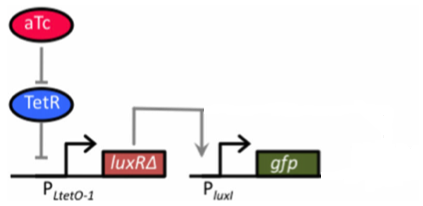 aTc
TetR
luxRΔ
gfp
PLtetO-1
PluxI